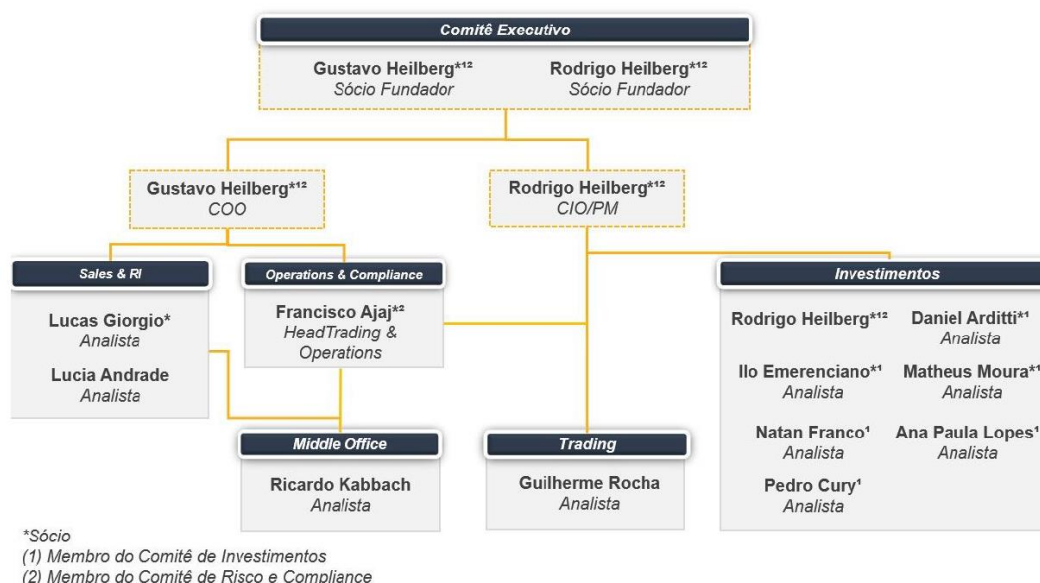 Comitê Executivo
Gustavo Heilberg*¹²
Sócio Fundador
Rodrigo Heilberg*¹²
Sócio Fundador
Gustavo Heilberg*¹²
COO
Rodrigo Heilberg*¹²
CIO/PM
Sales & RI
Lucas Giorgio*
Analista
Lucia Andrade
Analista
Operations & Compliance
Francisco Ajaj*²
HeadTrading &
Operations
Investimentos
Rodrigo Heilberg*¹²
Daniel Arditti*¹
Analista
Ilo Emerenciano*¹
Analista
Matheus Moura*¹
Analista
Natan Franco¹
Analista
Ana Paula Lopes¹
Analista
Pedro Cury¹
Analista
Middle Office
Ricardo Kabbach
Analista
Trading
Guilherme Rocha
Analista
*Sócio
(1) Membro do Comitê de Investimentos
(2) Membro do Comitê de Risco e Compliance